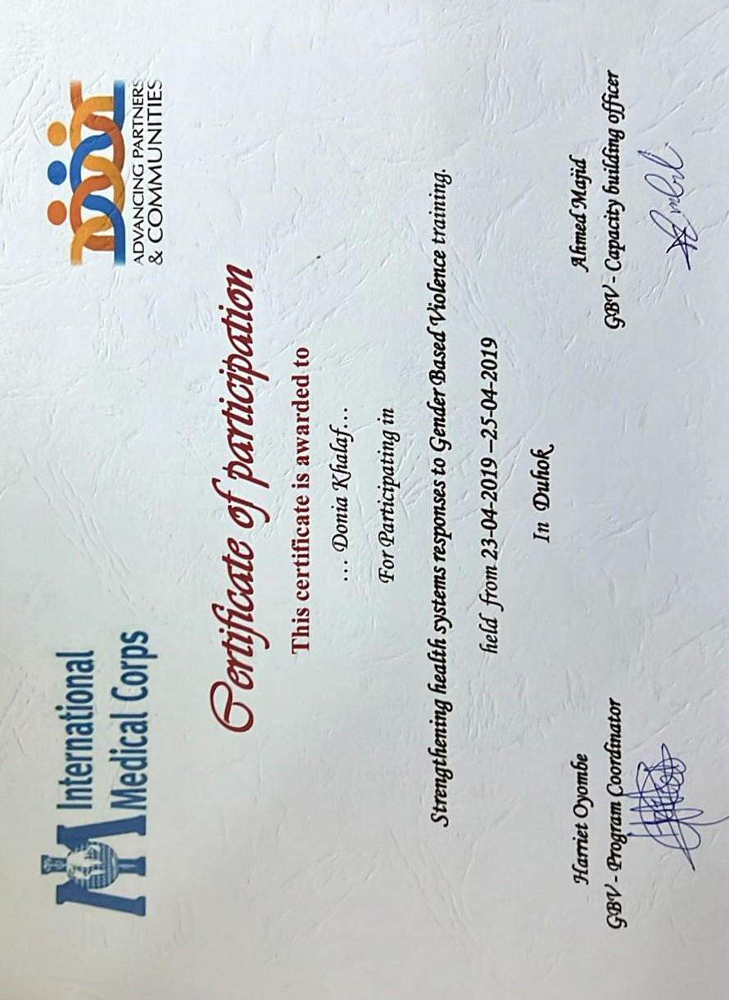 International
Medical Corps
ADVANCING PARTNERS
& COMMUNITIES
Certificate of participation
This certificate is awarded to
... Donia Khalaf...
For Participating in
Strengthening health systems responses to Gender Based Violence training.
held from 23-04-2019 –25-04-2019
In Duhok
Harriet Oyombe
GBV - Program Coordinator
Ahmed Majid
GBV - Capacity building officer